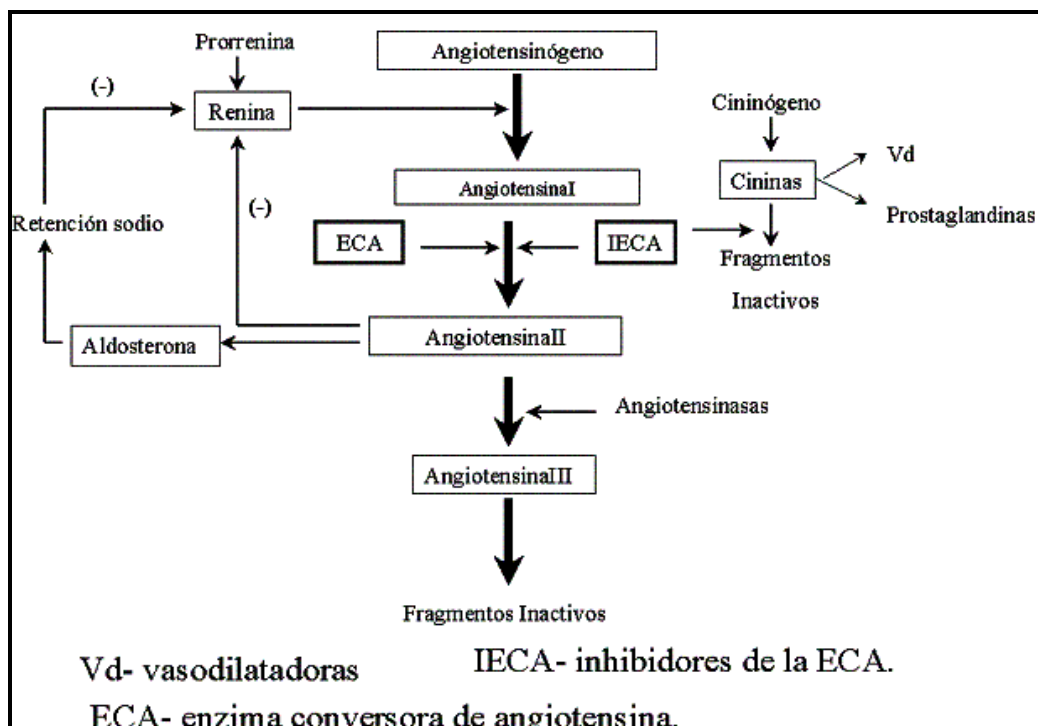 Prorrenina
Angiotensinógeno
(-)
Renina
Cininógeno
Vd
AngiotensinaI
Cininas
(-)
Prostaglandinas
Retención sodio
ECA
IECA
Fragmentos
Inactivos
AngiotensinaII
Aldosterona
Angiotensinasas
AngiotensinaIII
Fragmentos Inactivos
Vd- vasodilatadoras
IECA- inhibidores de la ECA.
ECA- enzima conversora de angiotensina.